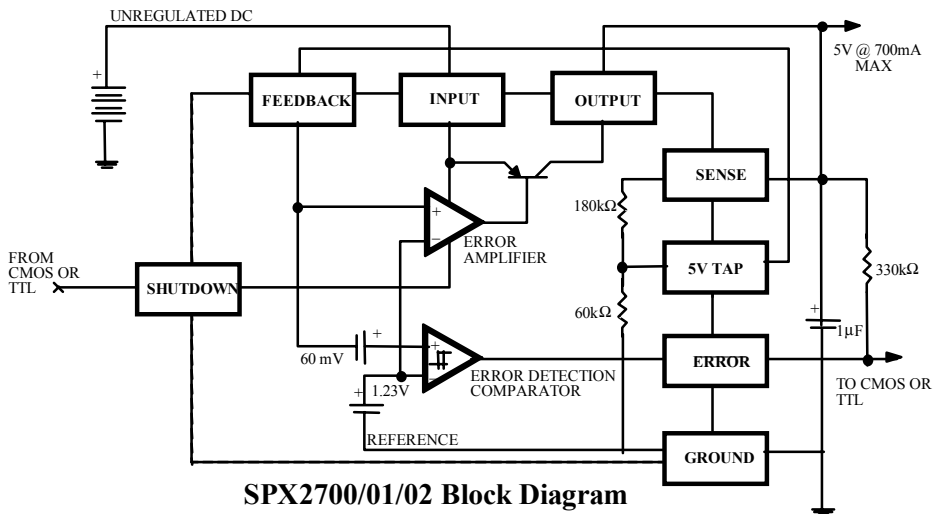 UNREGULATED DC
+
5V @ 700mA
MAX
FEEDBACK
INPUT
OUTPUT
SENSE
180kΩ
+
−
ERROR
AMPLIFIER
FROM
CMOS OR
TTL
SHUTDOWN
5V TAP
330kΩ
60kΩ
+
60 mV
+
−
1.23V
+
ERROR DETECTION
COMPARATOR
ERROR
+
1µF
TO CMOS OR
TTL
REFERENCE
GROUND
SPX2700/01/02 Block Diagram